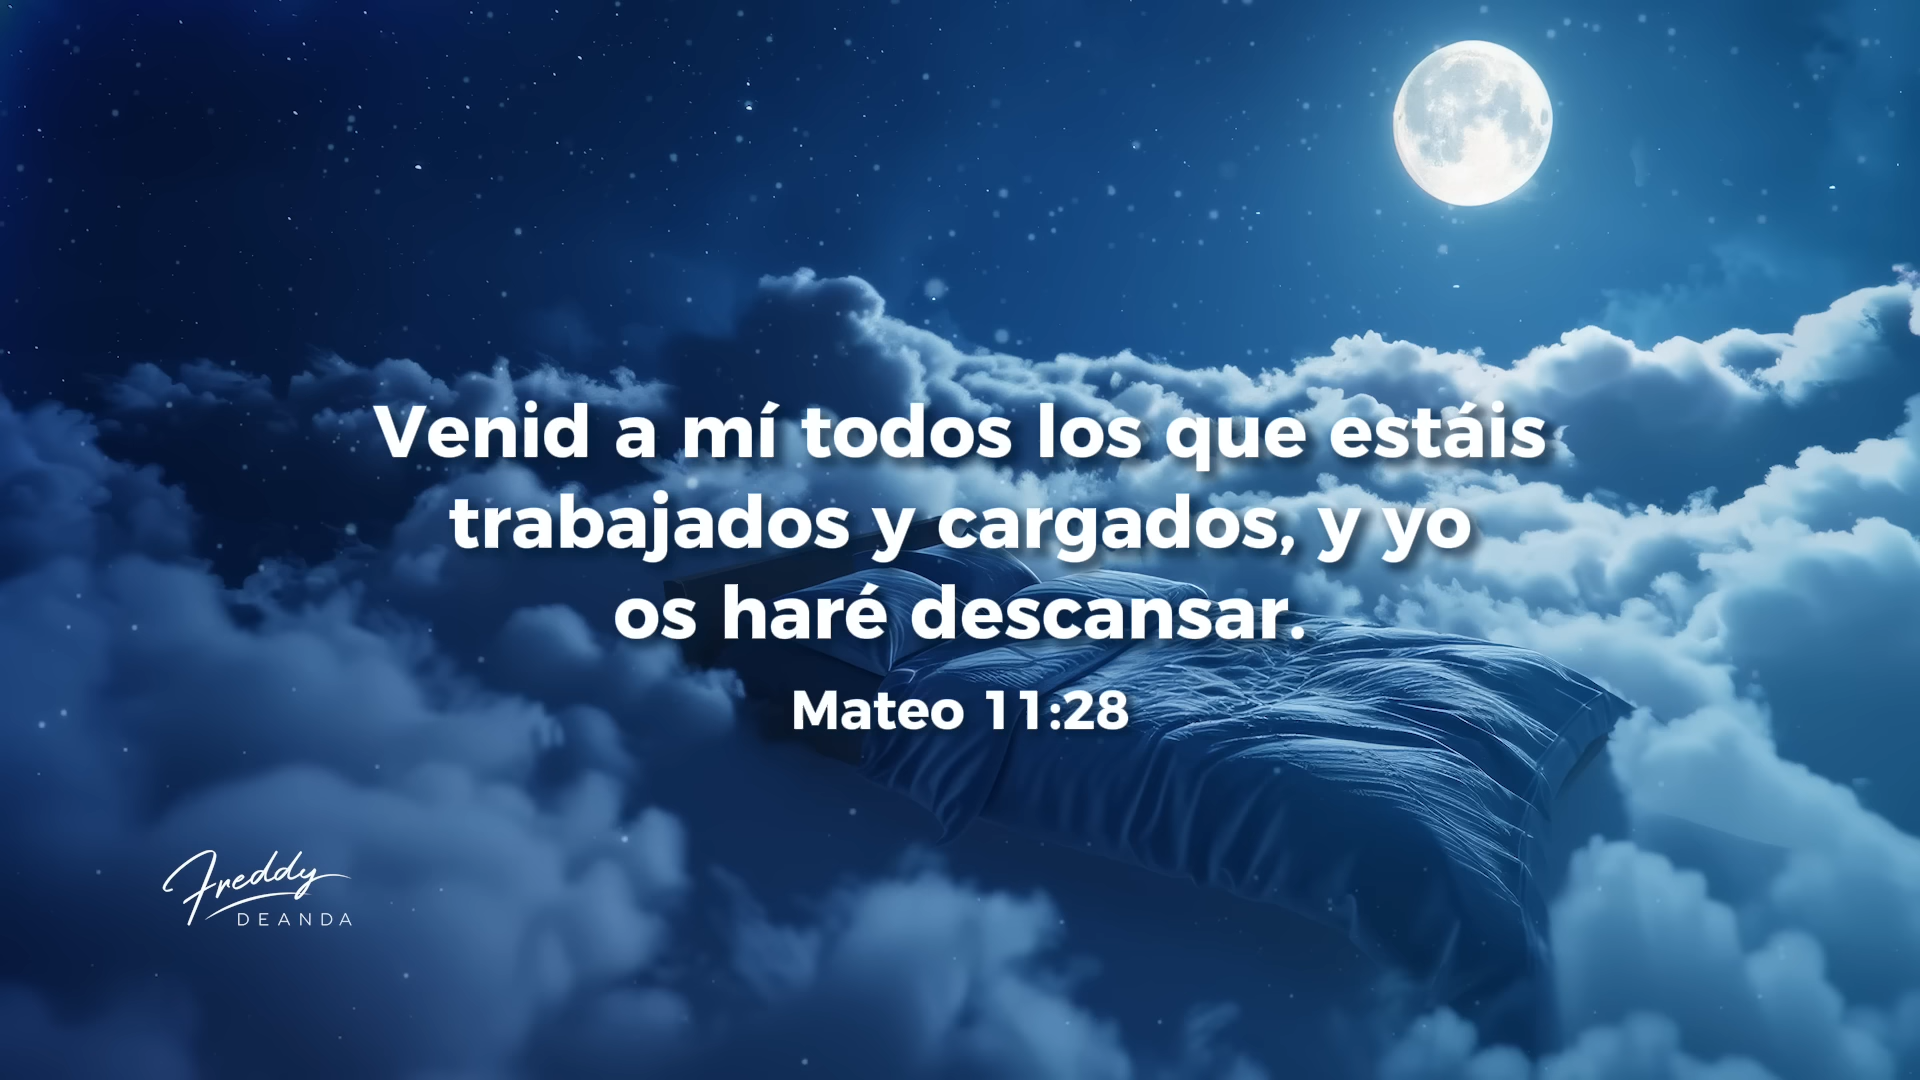 Venid a mí todos los que estáis
trabajados y cargados, y yo
os haré descansar.
Mateo 11:28
Freddy
DEANDA